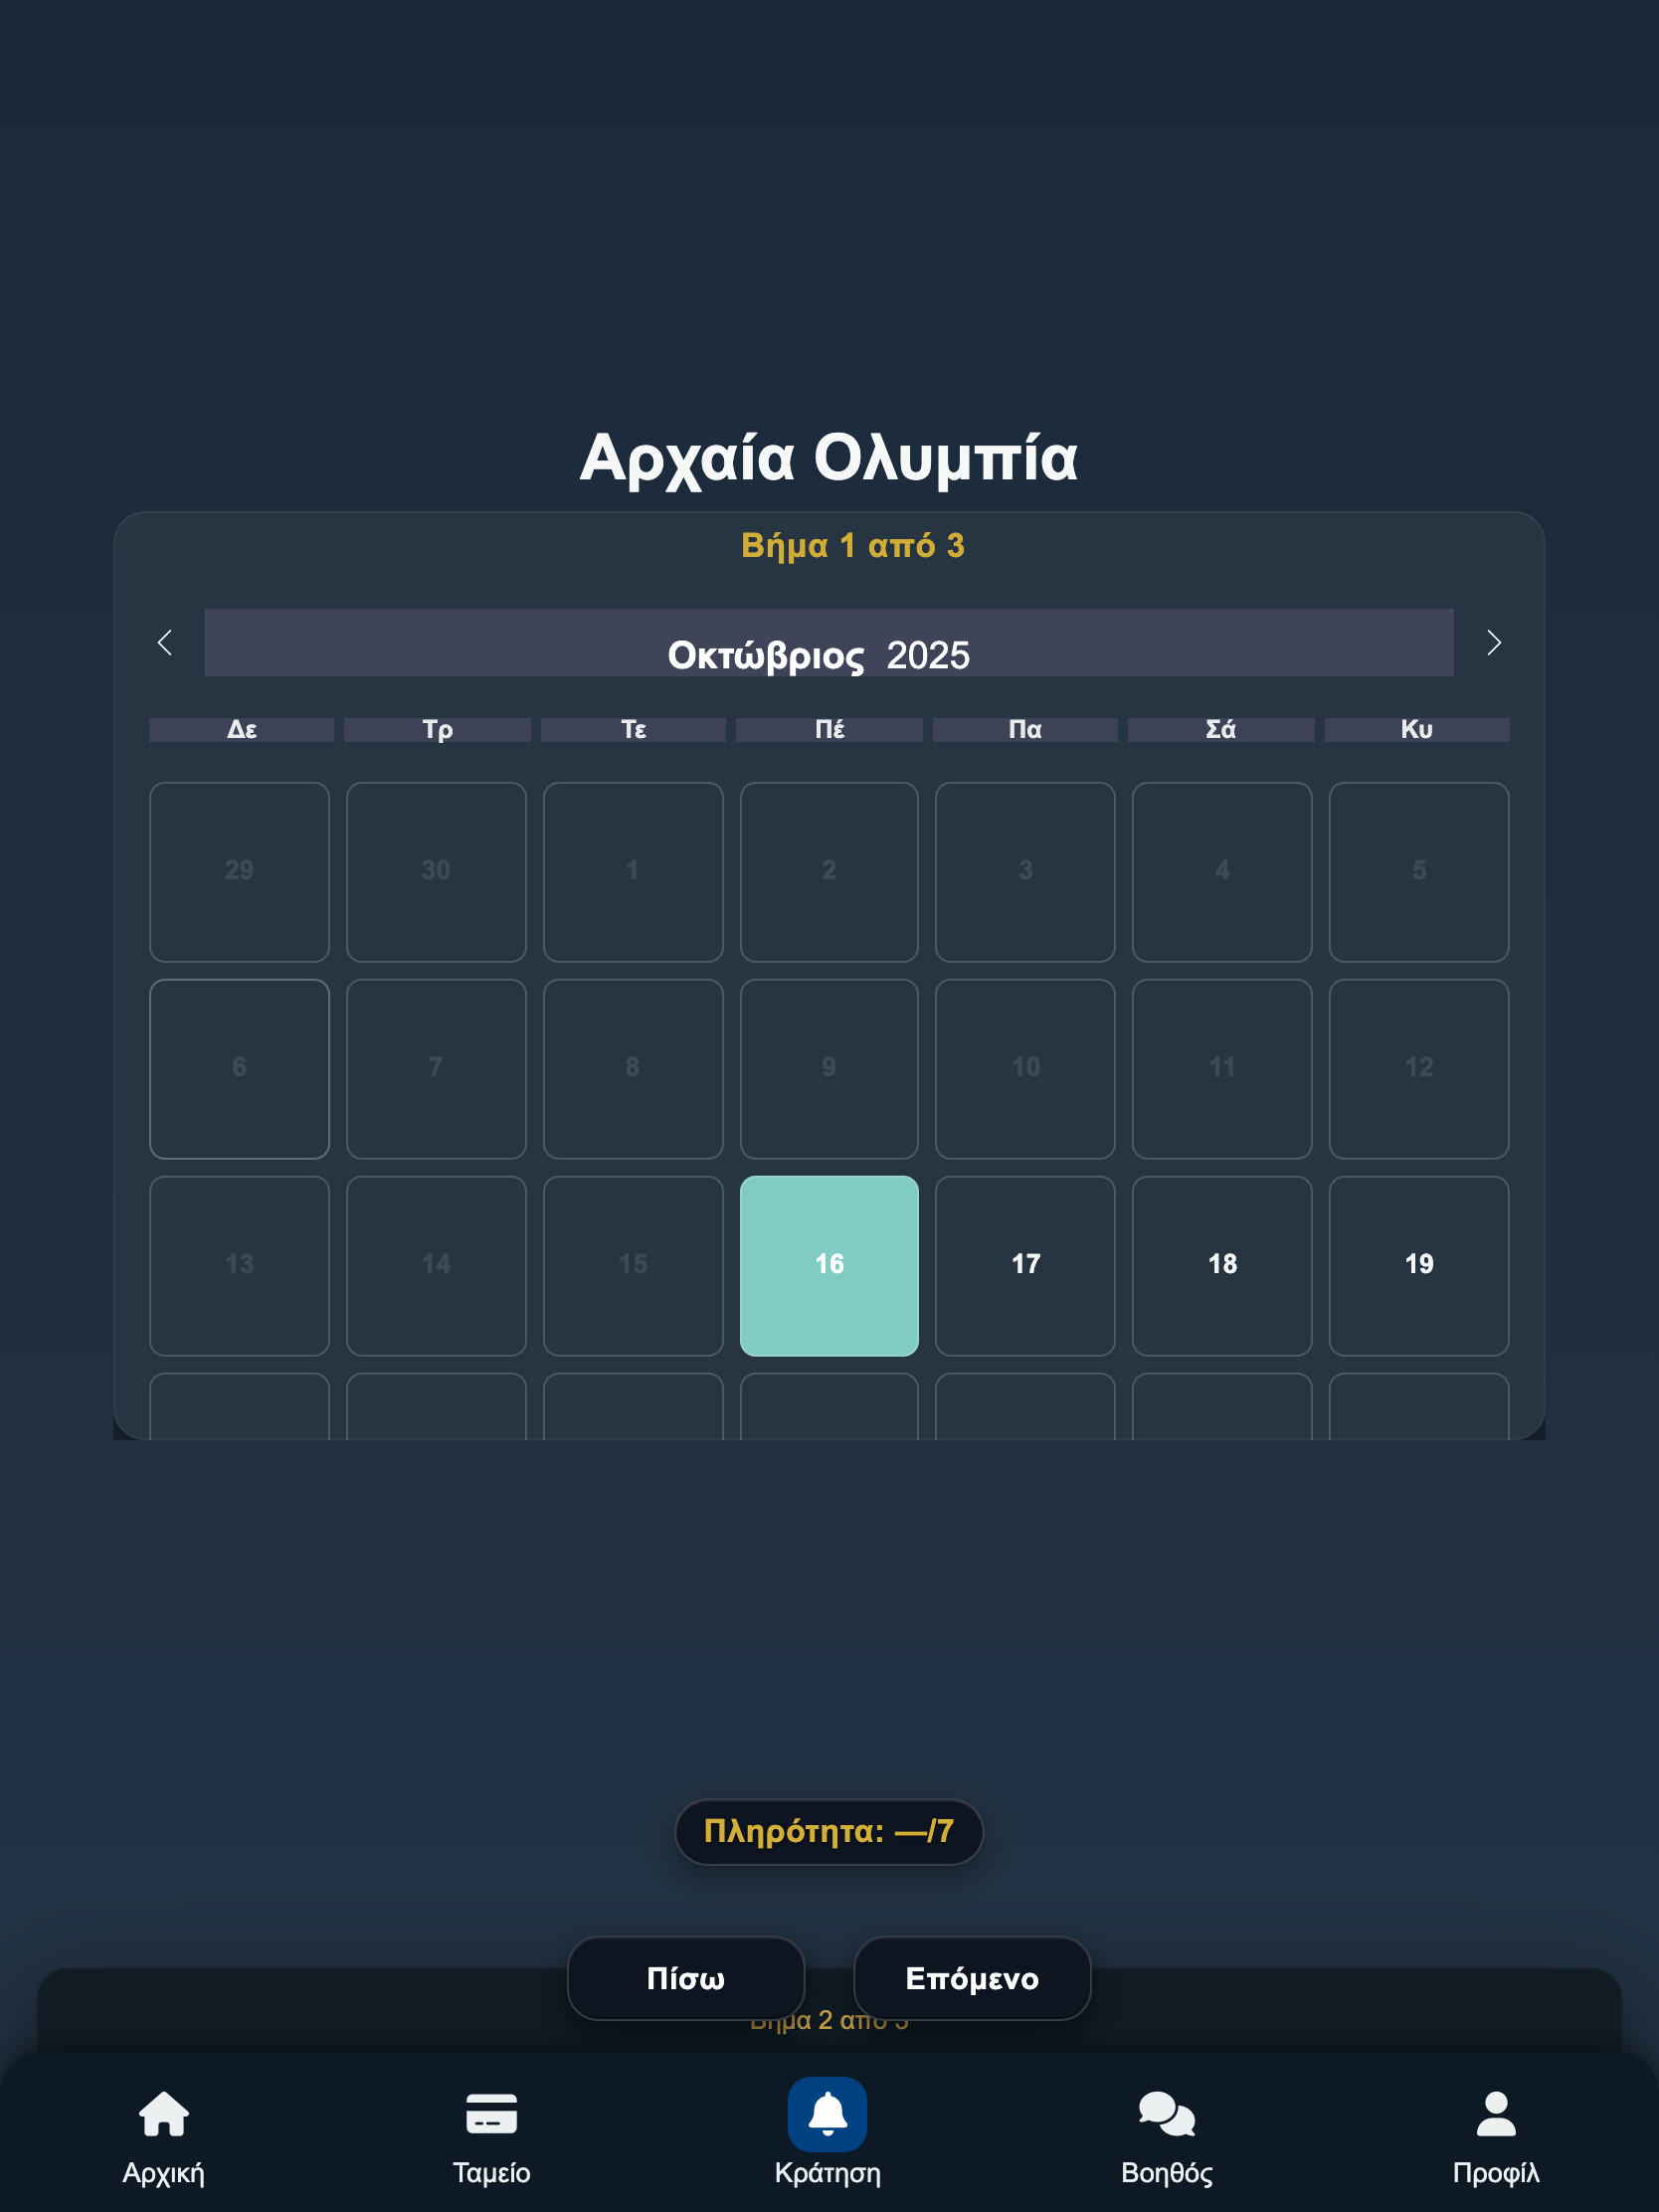 Αρχαία Ολυμπία
Βήμα 1 από 3
Οκτώβριος 2025
Δε Τρ Τε Πέ Πα Σά Κυ
29 30 1 2 3 4 5
6 7 8 9 10 11 12
13 14 15 16 17 18 19
Πληρότητα: —/7
Πίσω Επόμενο
Βήμα 2 από 3
Αρχική Ταμείο Κράτηση Βοηθός Προφίλ